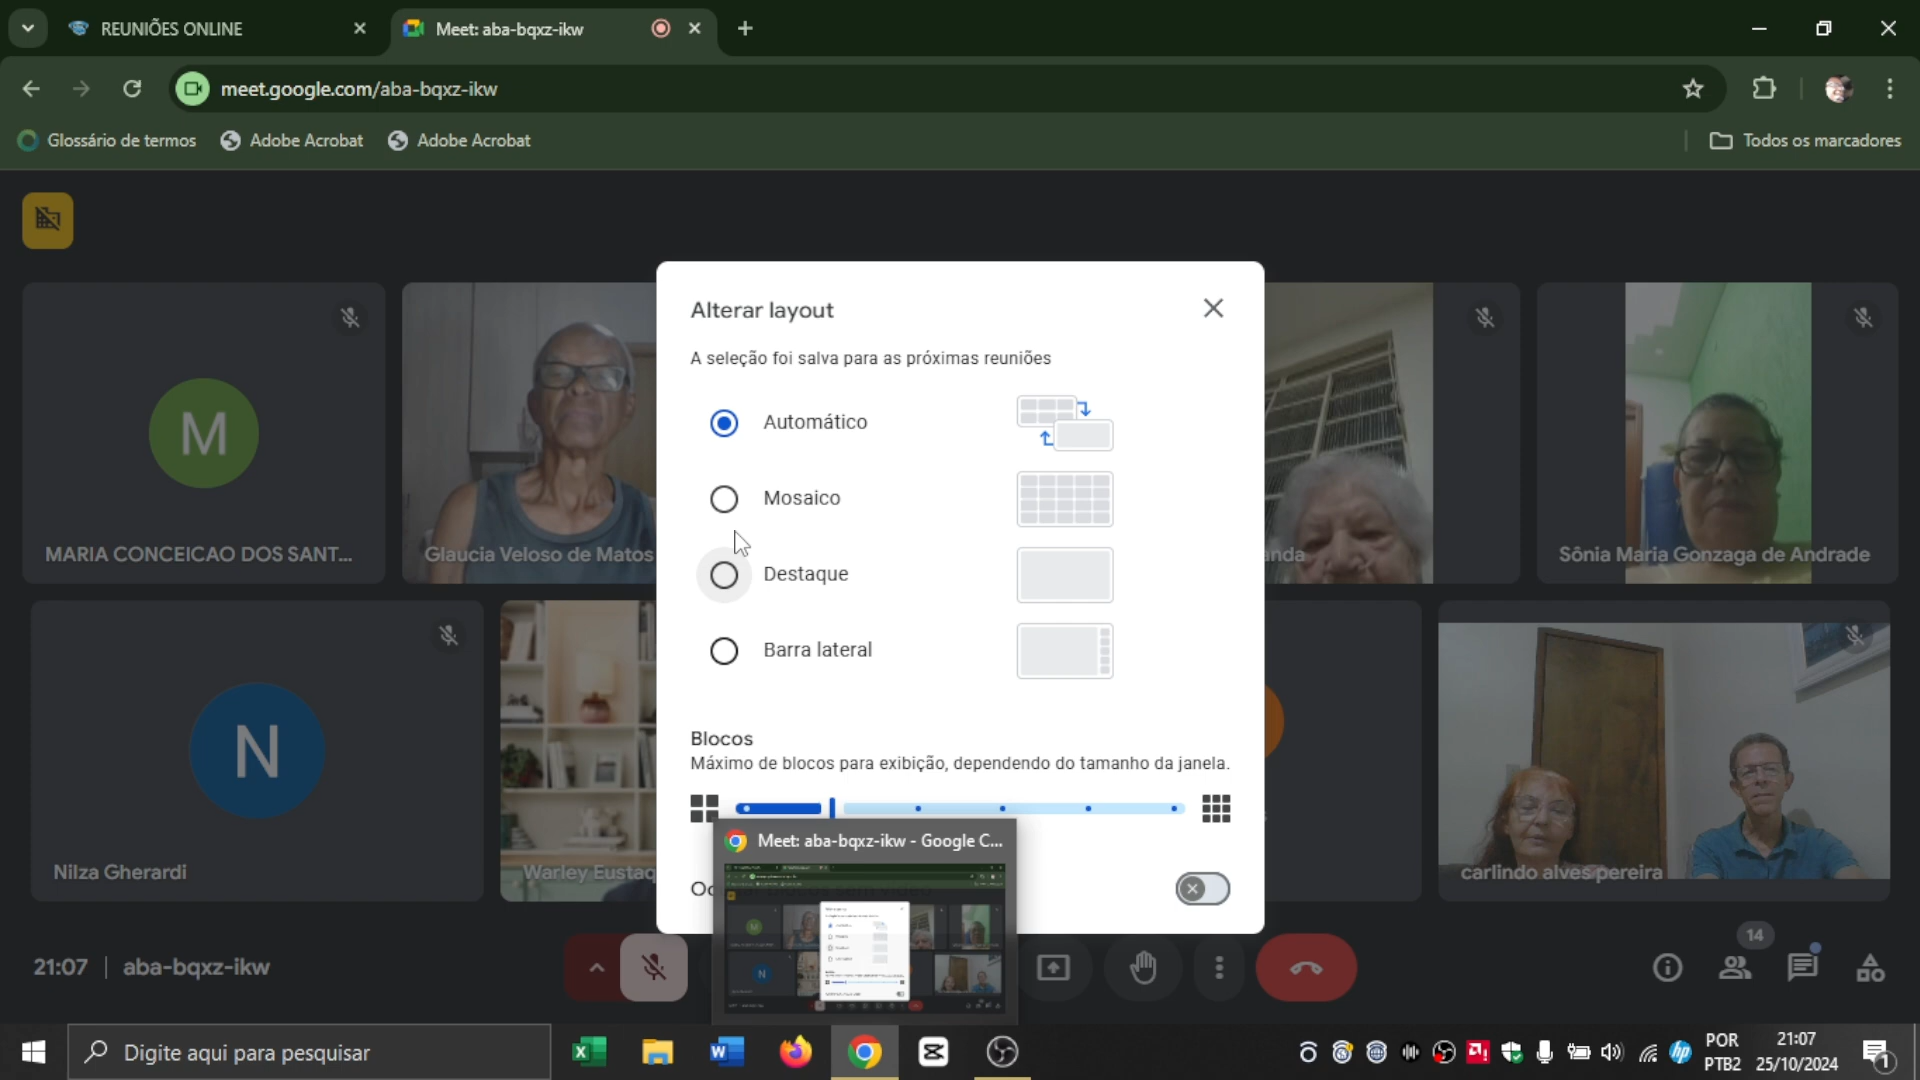 REUNIÕES ONLINE
Meet: aba-bqxz-ikw
meet.google.com/aba-bqxz-ikw
Glossário de termos
Adobe Acrobat
Adobe Acrobat
Todos os marcadores
Alterar layout
A seleção foi salva para as próximas reuniões
Automático
Mosaico
Destaque
Barra lateral
Blocos
Máximo de blocos para exibição, dependendo do tamanho da janela.
M
MARIA CONCEICAO DOS SANT...
Glaucia Veloso de Matos
Sônia Maria Gonzaga de Andrade
N
Nilza Gherardi
Warley Eustaq
carlindo alves pereira
Meet: aba-bqxz-ikw - Google C...
21:07
aba-bqxz-ikw
14
Digite aqui para pesquisar
POR
PTB2
21:07
25/10/2024
1